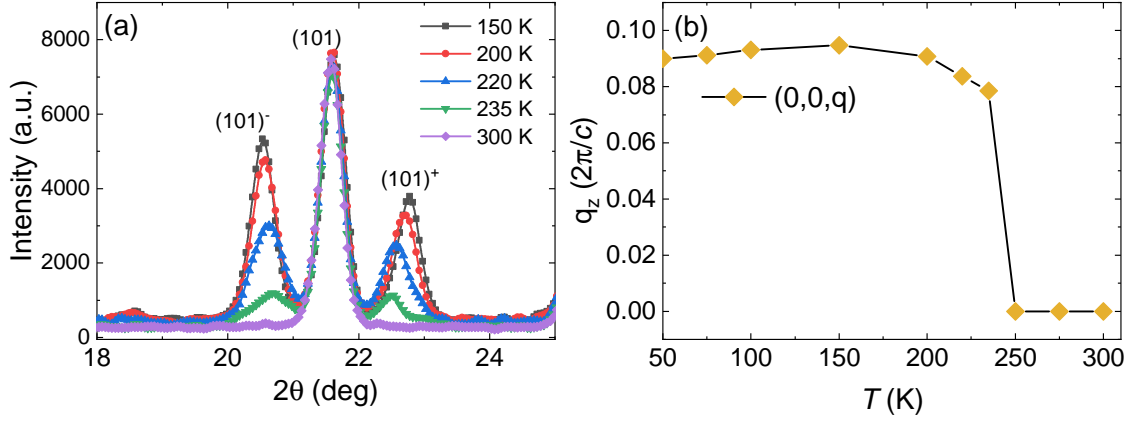 (a)
(101)
(101)-
(101)+
150 K
200 K
220 K
235 K
300 K
8000
6000
4000
2000
0
Intensity (a.u.)
18 20 22 24
2θ (deg)
(b)
(0,0,q)
0.10
0.08
0.06
0.04
0.02
0.00
q_z (2π/c)
50 100 150 200 250 300
T (K)